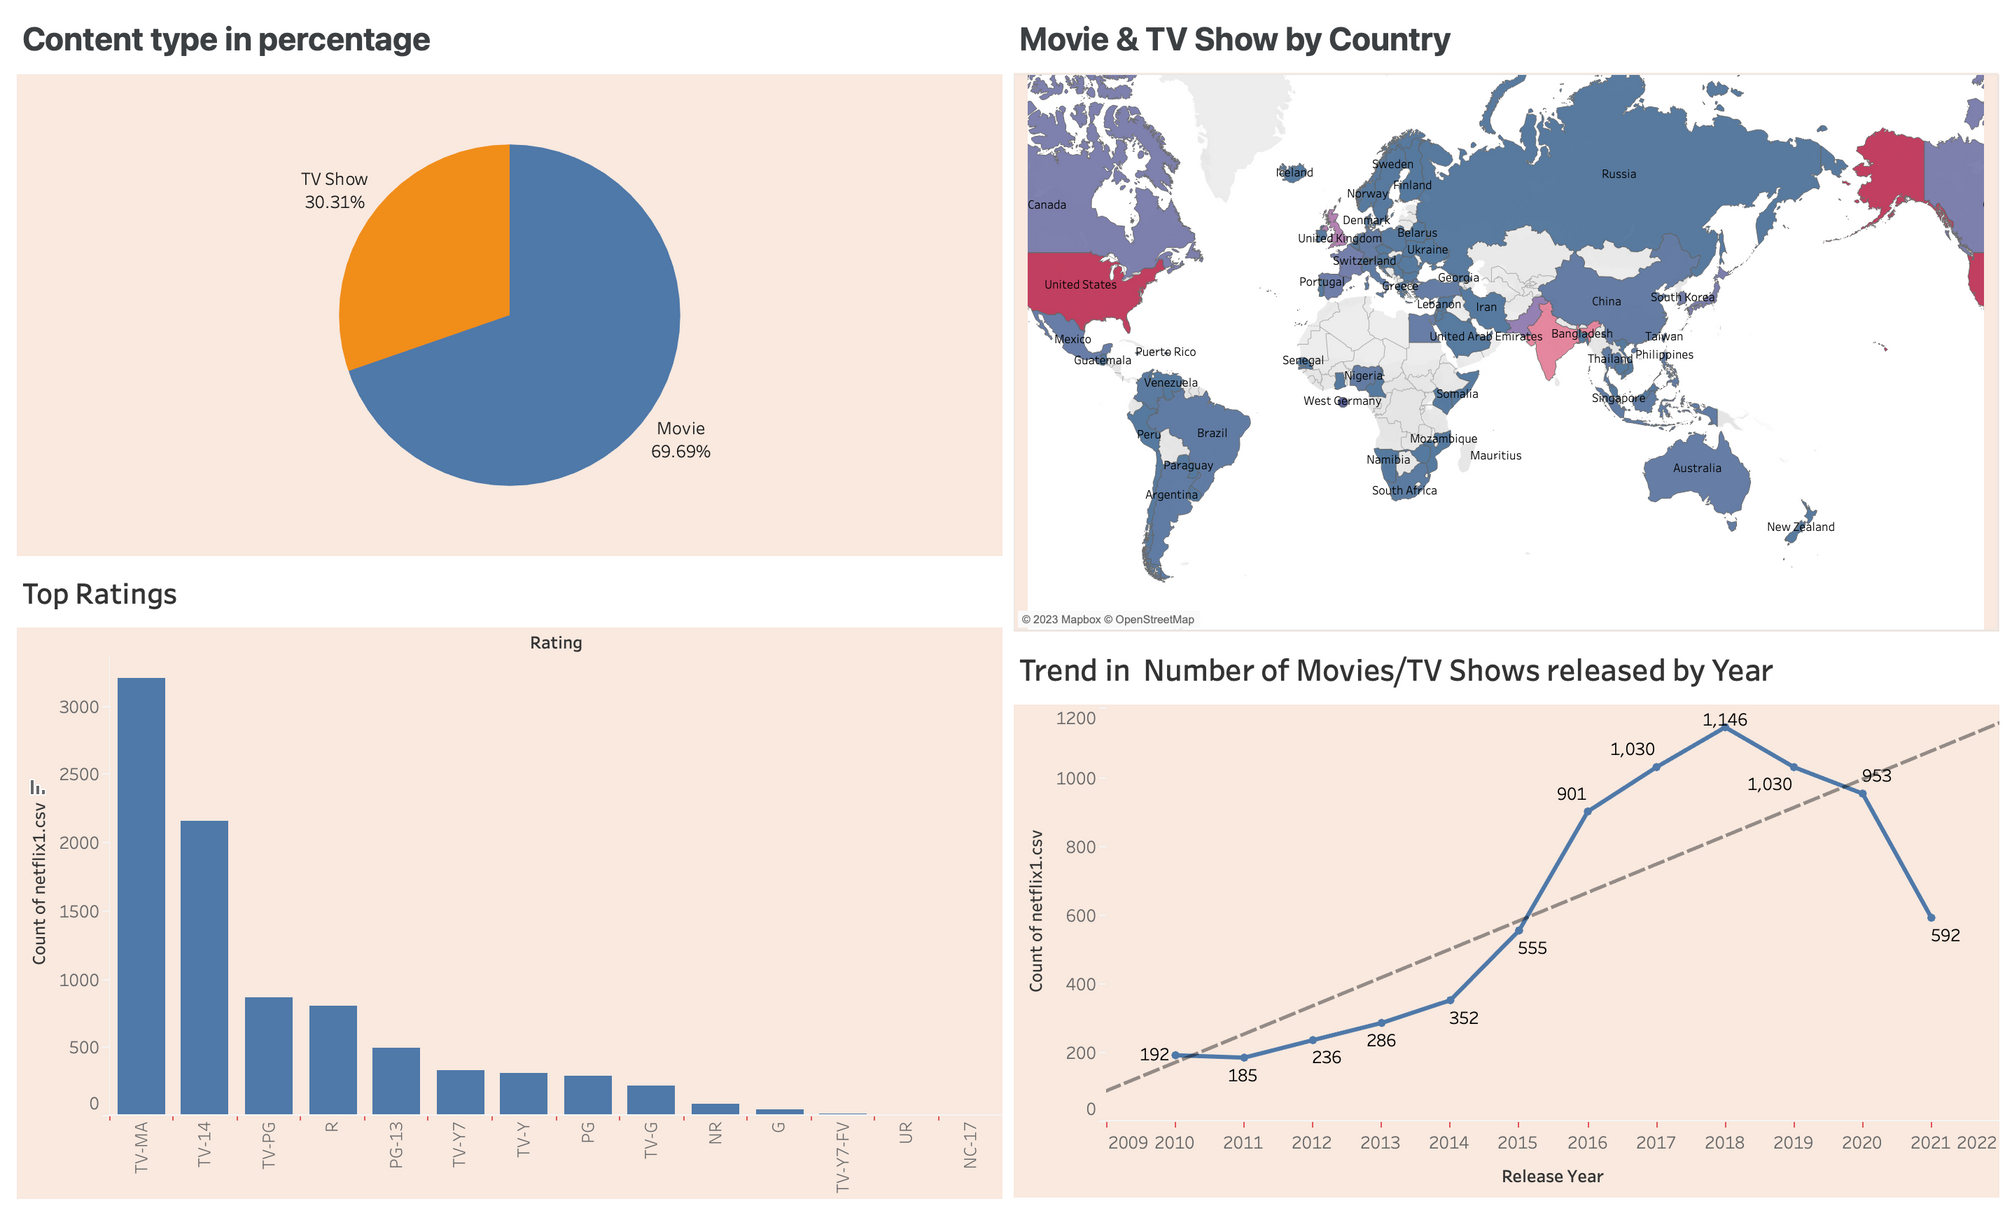 Content type in percentage
TV Show
30.31%
Movie
69.69%
Movie & TV Show by Country
Iceland
Sweden
Finland
Norway
Russia
Canada
Denmark
Belarus
United Kingdom
Ukraine
Switzerland
Georgia
Portugal
Greece
United States
Lebanon
Iran
China
South Korea
Mexico
United Arab Emirates
Bangladesh
Taiwan
Puerto Rico
Guatemala
Senegal
Thailand
Philippines
Venezuela
Nigeria
Somalia
West Germany
Singapore
Peru
Brazil
Mozambique
Mauritius
Namibia
Paraguay
Australia
Argentina
South Africa
New Zealand
© 2023 Mapbox © OpenStreetMap
Top Ratings
Rating
Count of netflix1.csv
3000
2500
2000
1500
1000
500
0
TV-MA
TV-14
TV-PG
R
PG-13
TV-Y7
TV-Y
PG
TV-G
NR
G
TV-Y7-FV
UR
NC-17
Trend in Number of Movies/TV Shows released by Year
Count of netflix1.csv
1200
1000
800
600
400
200
0
192
185
236
286
352
555
901
1,030
1,146
1,030
953
592
2009 2010 2011 2012 2013 2014 2015 2016 2017 2018 2019 2020 2021 2022
Release Year